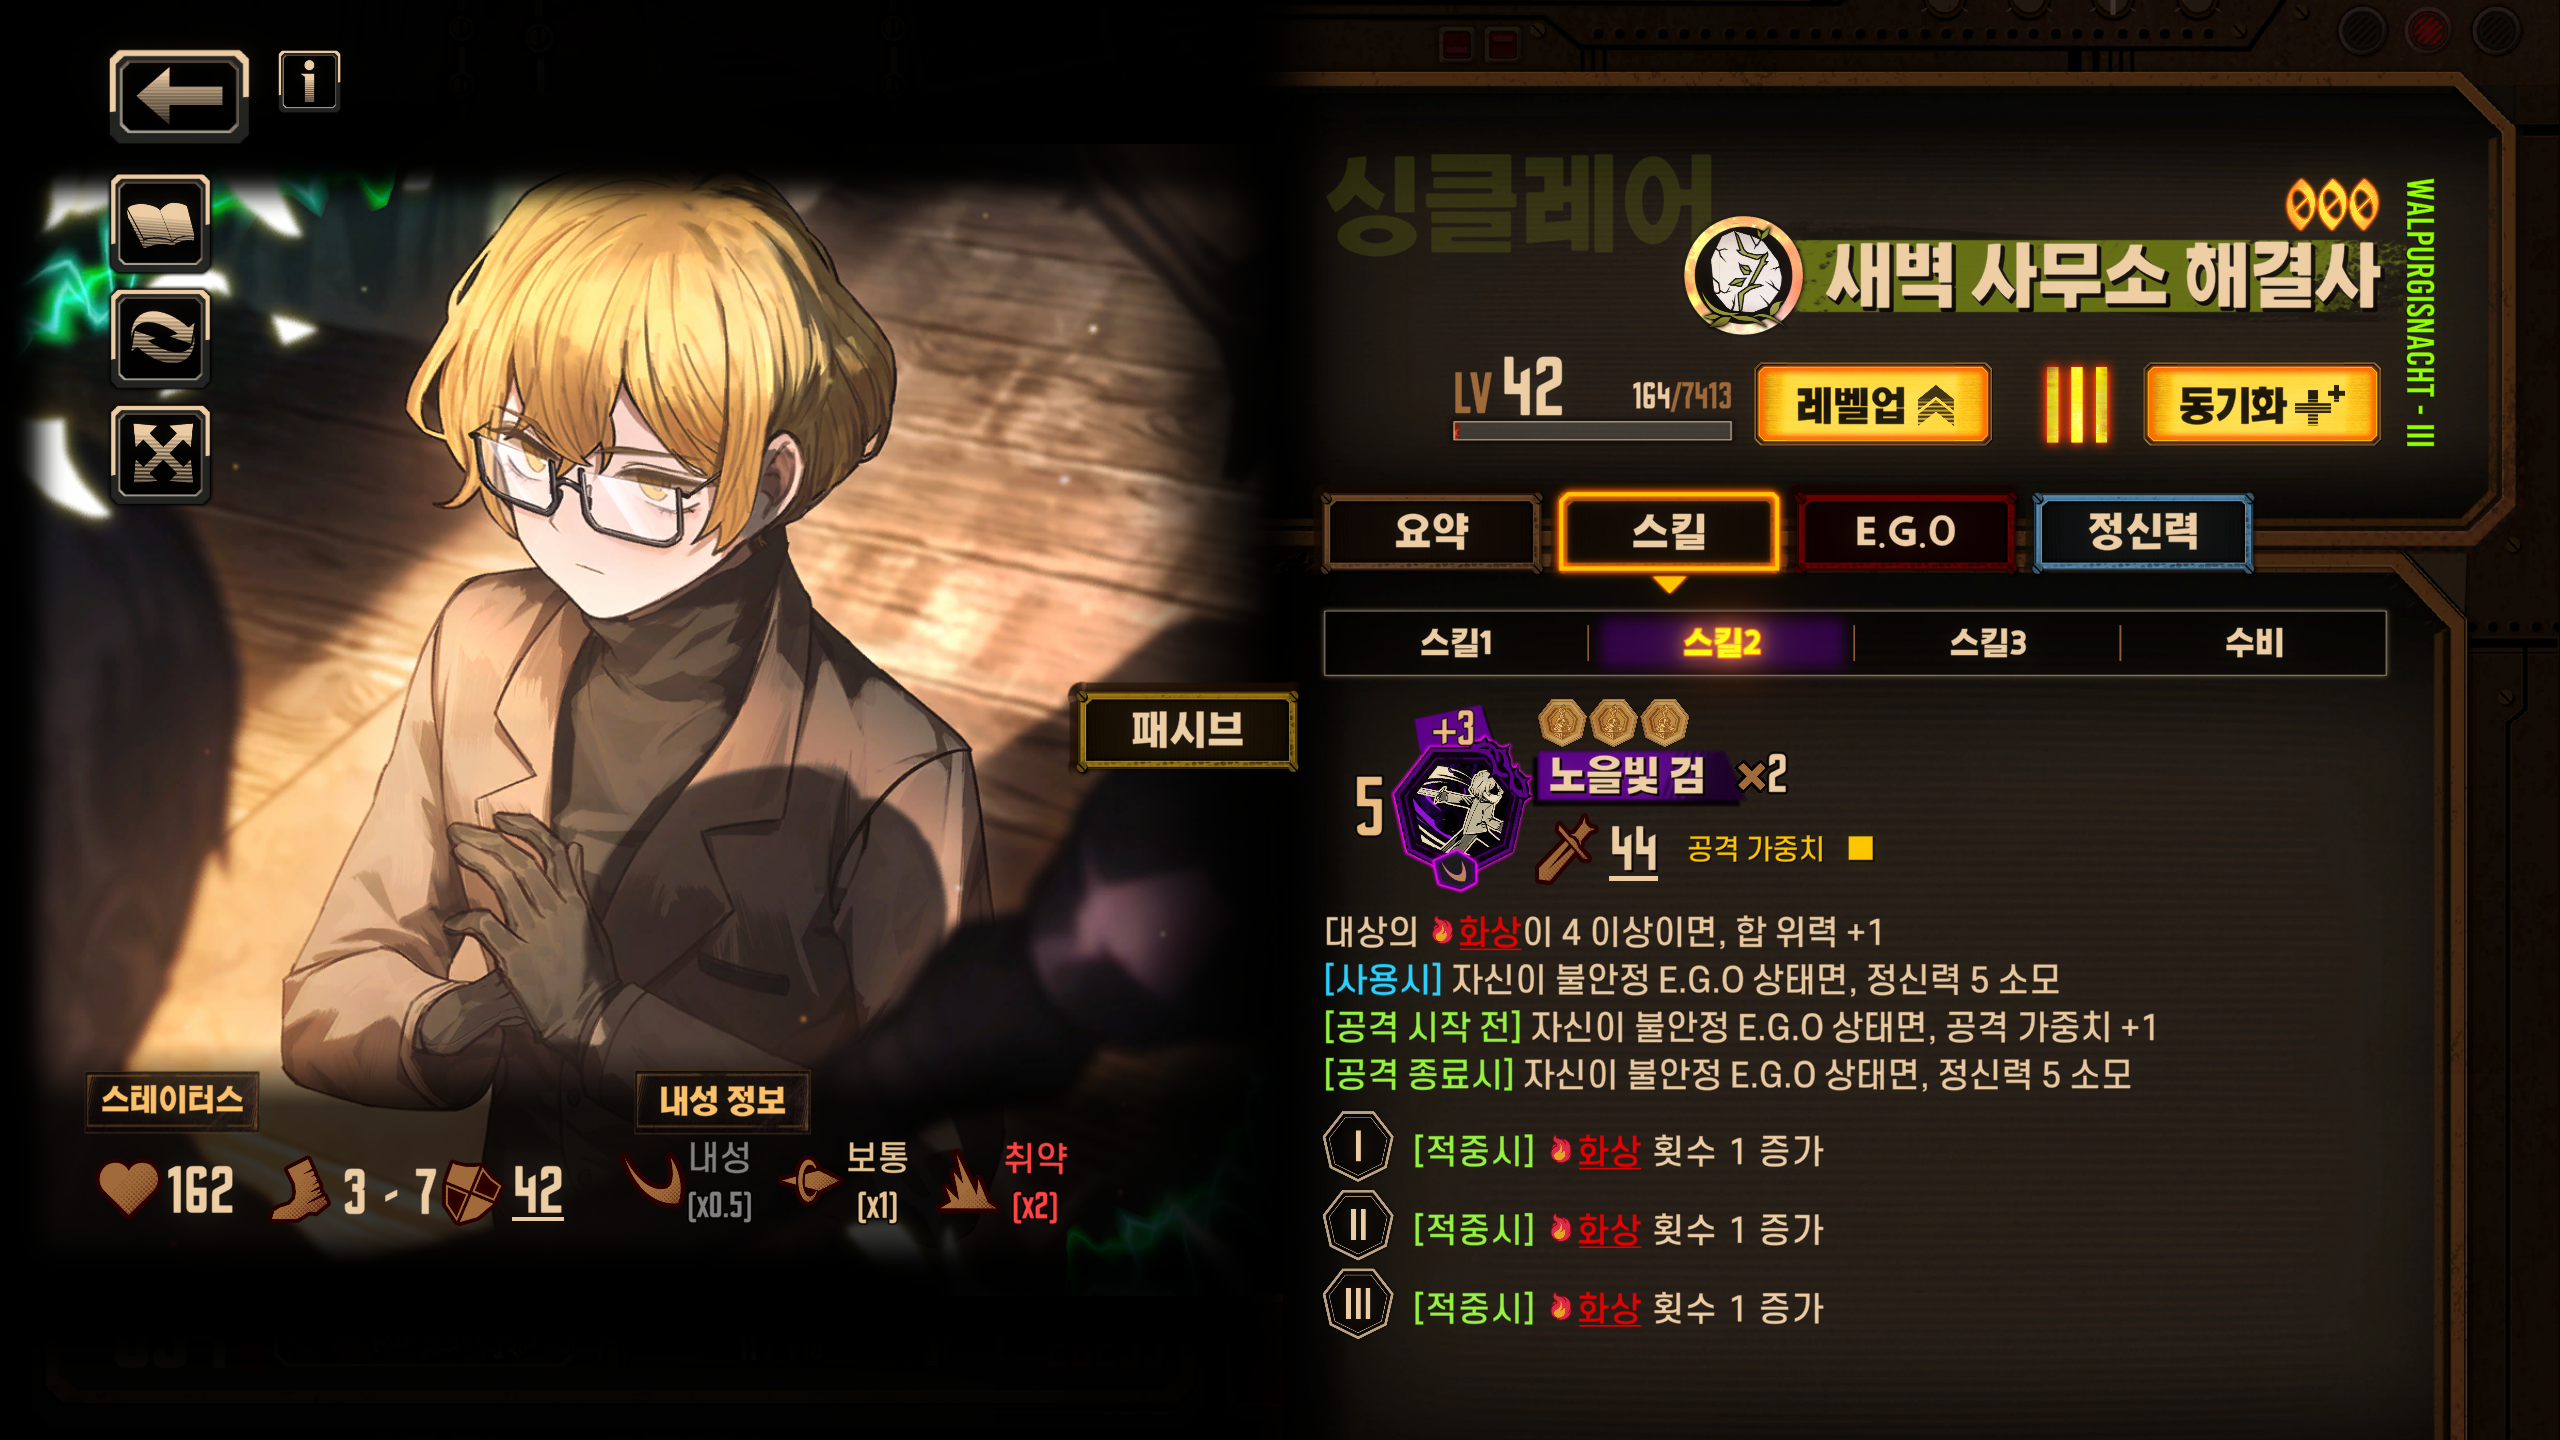 싱클레어
새벽 사무소 해결사
WALPURGISNACHT - III
LV 42
164/7413
레벨업
동기화
요약
스킬
E.G.O
정신력
스킬1
스킬2
스킬3
수비
패시브
+3
5
노을빛 검
×2
44
공격 가중치
대상의 화상이 4 이상이면, 합 위력 +1
[사용시] 자신이 불안정 E.G.O 상태면, 정신력 5 소모
[공격 시작 전] 자신이 불안정 E.G.O 상태면, 공격 가중치 +1
[공격 종료시] 자신이 불안정 E.G.O 상태면, 정신력 5 소모
I [적중시] 화상 횟수 1 증가
II [적중시] 화상 횟수 1 증가
III [적중시] 화상 횟수 1 증가
스테이터스
162
3 - 7
42
내성 정보
내성
[x0.5]
보통
[x1]
취약
[x2]